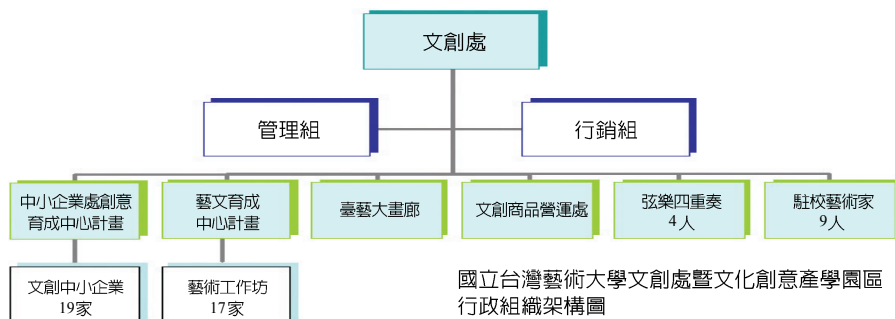 文創處
管理組
行銷組
中小企業處創意
育成中心計畫
藝文育成
中心計畫
臺藝大畫廊
文創商品營運處
弦樂四重奏
4人
駐校藝術家
9人
文創中小企業
19家
藝術工作坊
17家
國立台灣藝術大學文創處暨文化創意產學園區
行政組織架構圖